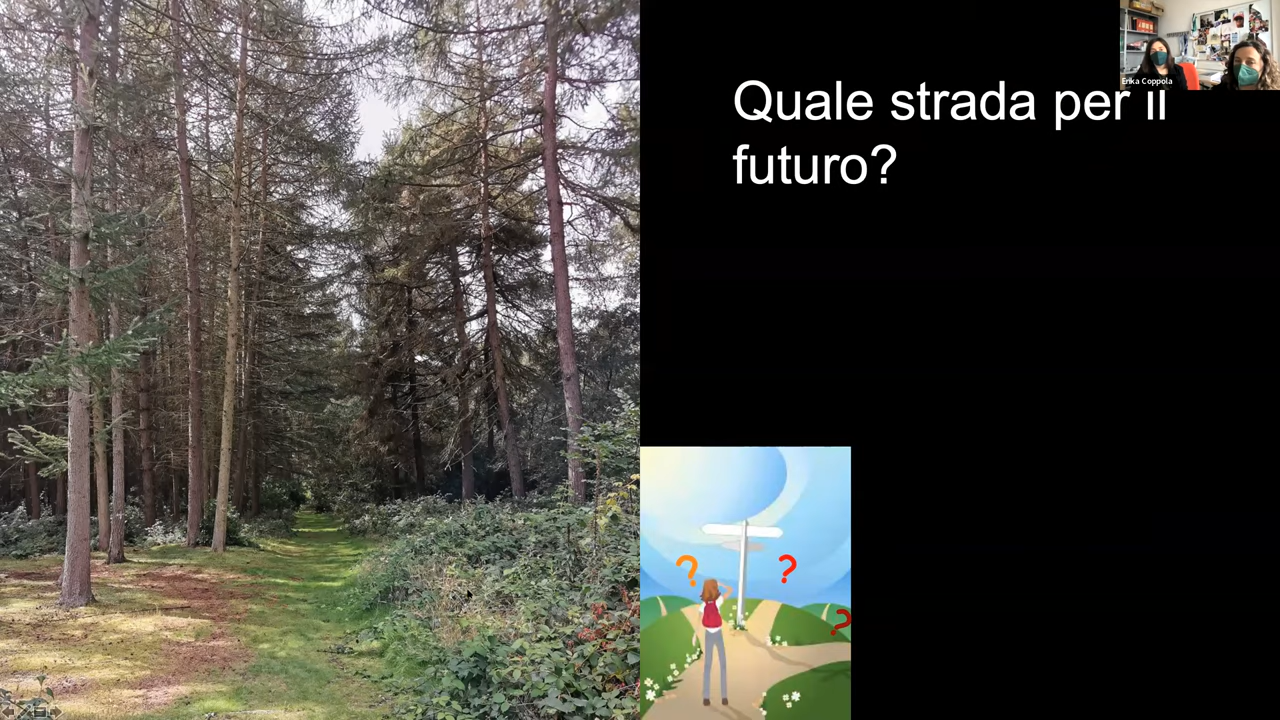 Erika Coppola
Quale strada per il
futuro?
? ? ?